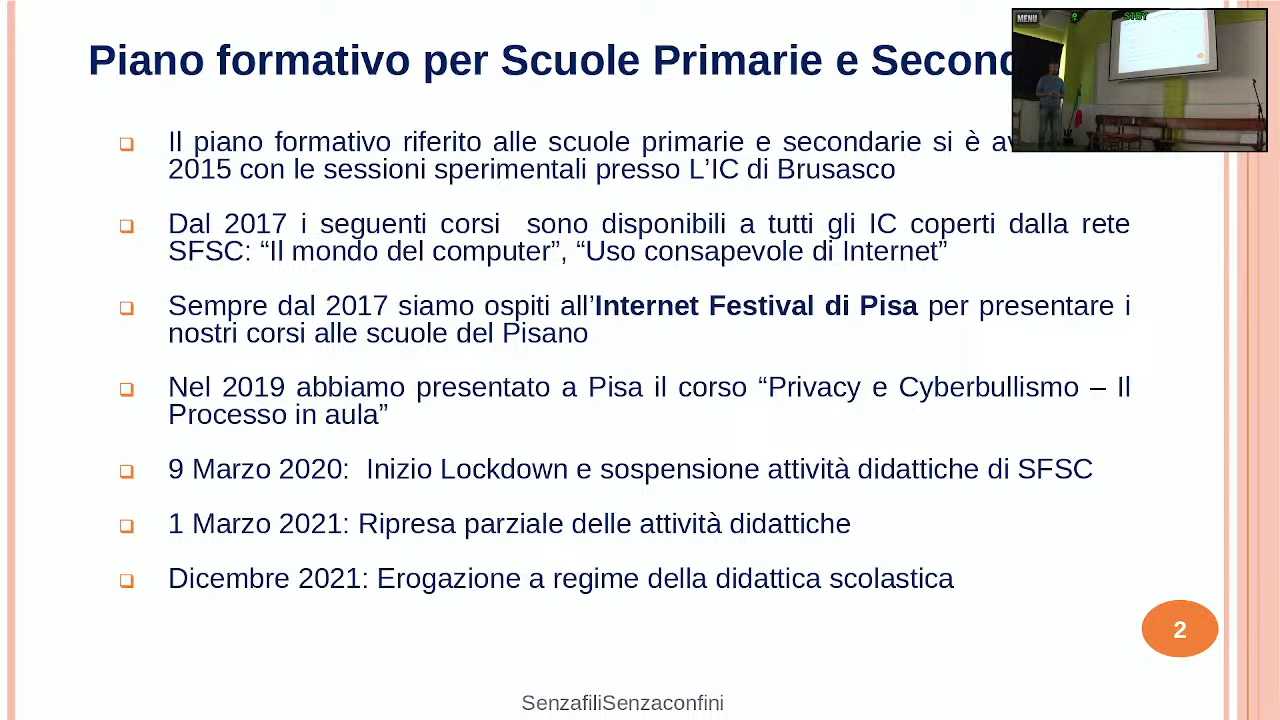 Piano formativo per Scuole Primarie e Second
MENU
STBY
Il piano formativo riferito alle scuole primarie e secondarie si è av
2015 con le sessioni sperimentali presso L’IC di Brusasco
Dal 2017 i seguenti corsi  sono disponibili a tutti gli IC coperti dalla rete
SFSC: “Il mondo del computer”, “Uso consapevole di Internet”
Sempre dal 2017 siamo ospiti all’Internet Festival di Pisa per presentare i
nostri corsi alle scuole del Pisano
Nel 2019 abbiamo presentato a Pisa il corso “Privacy e Cyberbullismo – Il
Processo in aula”
9 Marzo 2020:  Inizio Lockdown e sospensione attività didattiche di SFSC
1 Marzo 2021: Ripresa parziale delle attività didattiche
Dicembre 2021: Erogazione a regime della didattica scolastica
2
SenzafiliSenzaconfini